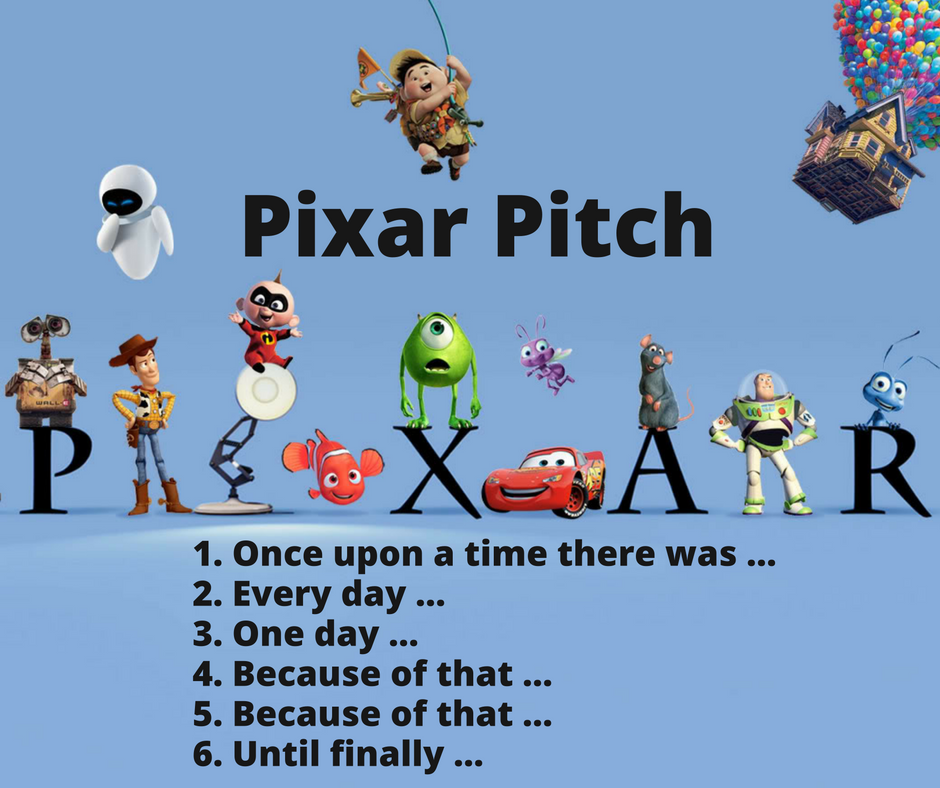 Pixar Pitch
WALL·E
P X A R
1. Once upon a time there was ...
2. Every day ...
3. One day ...
4. Because of that ...
5. Because of that ...
6. Until finally ...